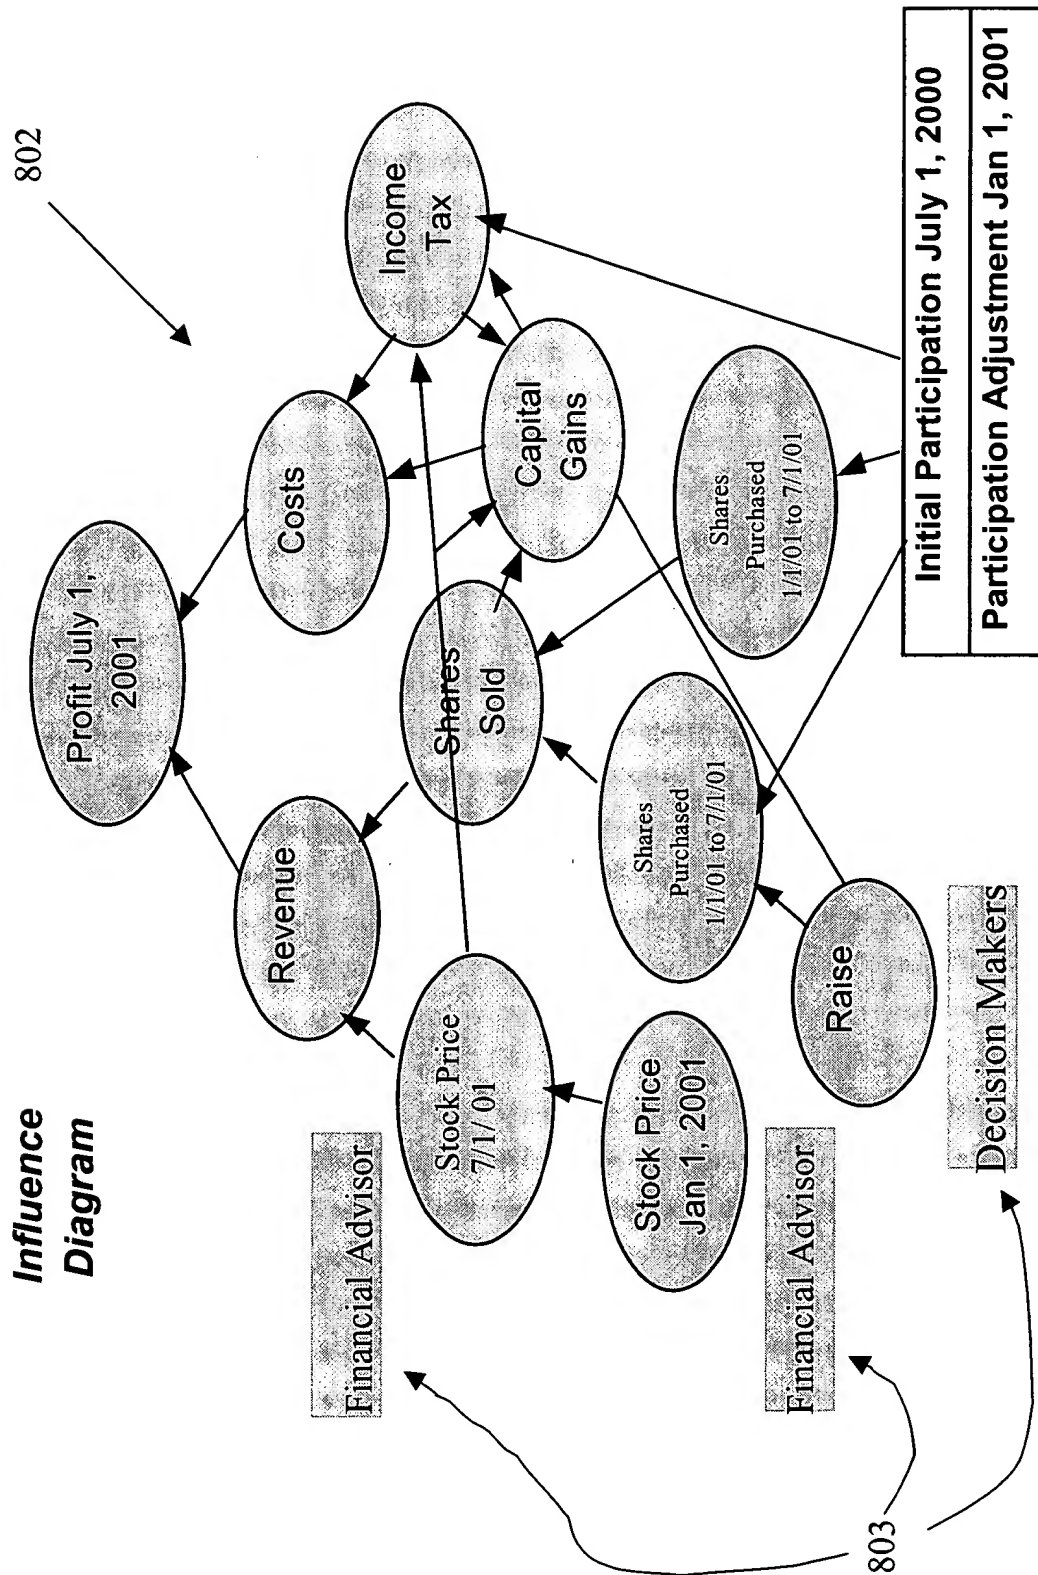 Influence
Diagram
802
Profit July 1,
2001
Revenue
Costs
Financial Advisor
Stock Price
7/1/ 01
Shares
Sold
Income
Tax
Capital
Gains
Stock Price
Jan 1, 2001
Shares
Purchased
1/1/01 to 7/1/01
Shares
Purchased
1/1/01 to 7/1/01
Financial Advisor
Raise
803
Decision Makers
Initial Participation July 1, 2000
Participation Adjustment Jan 1, 2001